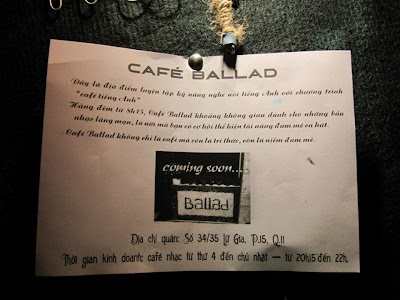 CAFÉ BALLAD
Đây là địa điểm luyện tập kỹ năng nghe nói tiếng Anh với chương trình
"café tiếng Anh"
Hàng đêm từ 8h15, Cafe Ballad khoảng không gian dành cho những bản
nhạc lãng mạn, là nơi mà bạn có cơ hội thể hiện tài năng đam mê ca hát.
Café Ballad không chỉ là café mà còn là tri thức, còn là niềm đam mê.
coming soon...
Ballad
Địa chỉ quán: Số 34/35 Lữ Gia, P.15, Q.11
Thời gian kinh doanh: café nhạc từ thứ 4 đến chủ nhật – từ 20h15 đến 22h.